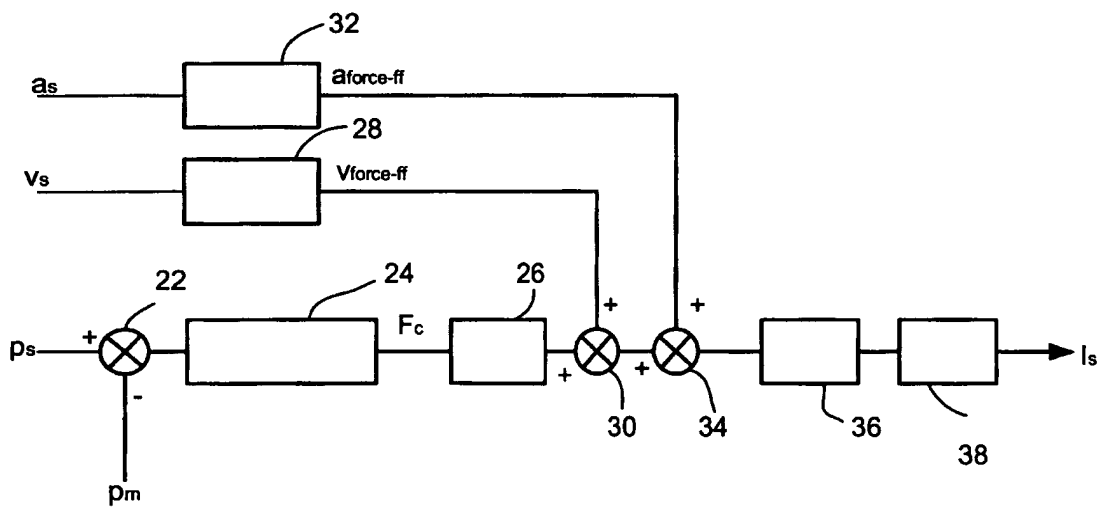 32
as
aforce-ff
28
vs
vforce-ff
22
24
26
+
+
+
ps
Fc
Is
+
+
-
30
34
36
38
pm